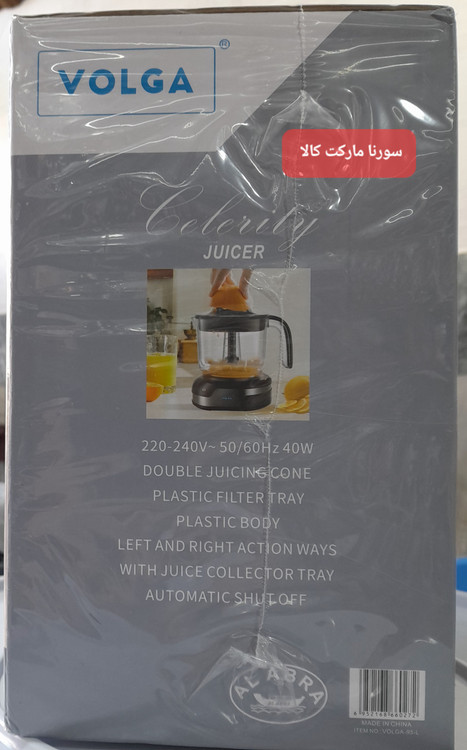 VOLGA®
سورنا مارکت کالا
Celerity
JUICER
220-240V~ 50/60Hz 40W
DOUBLE JUICING CONE
PLASTIC FILTER TRAY
PLASTIC BODY
LEFT AND RIGHT ACTION WAYS
WITH JUICE COLLECTOR TRAY
AUTOMATIC SHUT OFF
AL ABRA
MADE IN CHINA